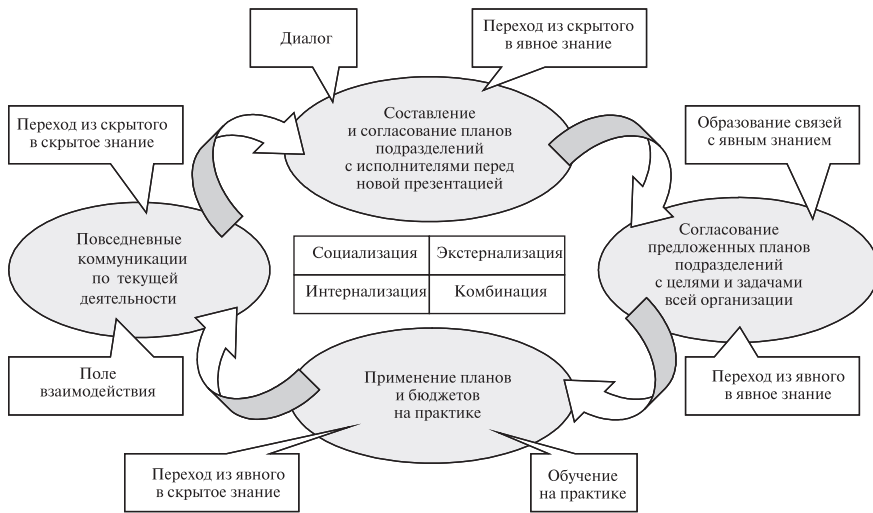 Диалог
Переход из скрытого
в явное знание
Переход из скрытого
в скрытое знание
Составление
и согласование планов
подразделений
с исполнителями перед
новой презентацией
Образование связей
с явным знанием
Повседневные
коммуникации
по текущей
деятельности
Социализация
Экстернализация
Интернализация
Комбинация
Согласование
предложенных планов
подразделений
с целями и задачами
всей организации
Поле
взаимодействия
Применение планов
и бюджетов
на практике
Переход из явного
в явное знание
Переход из явного
в скрытое знание
Обучение
на практике